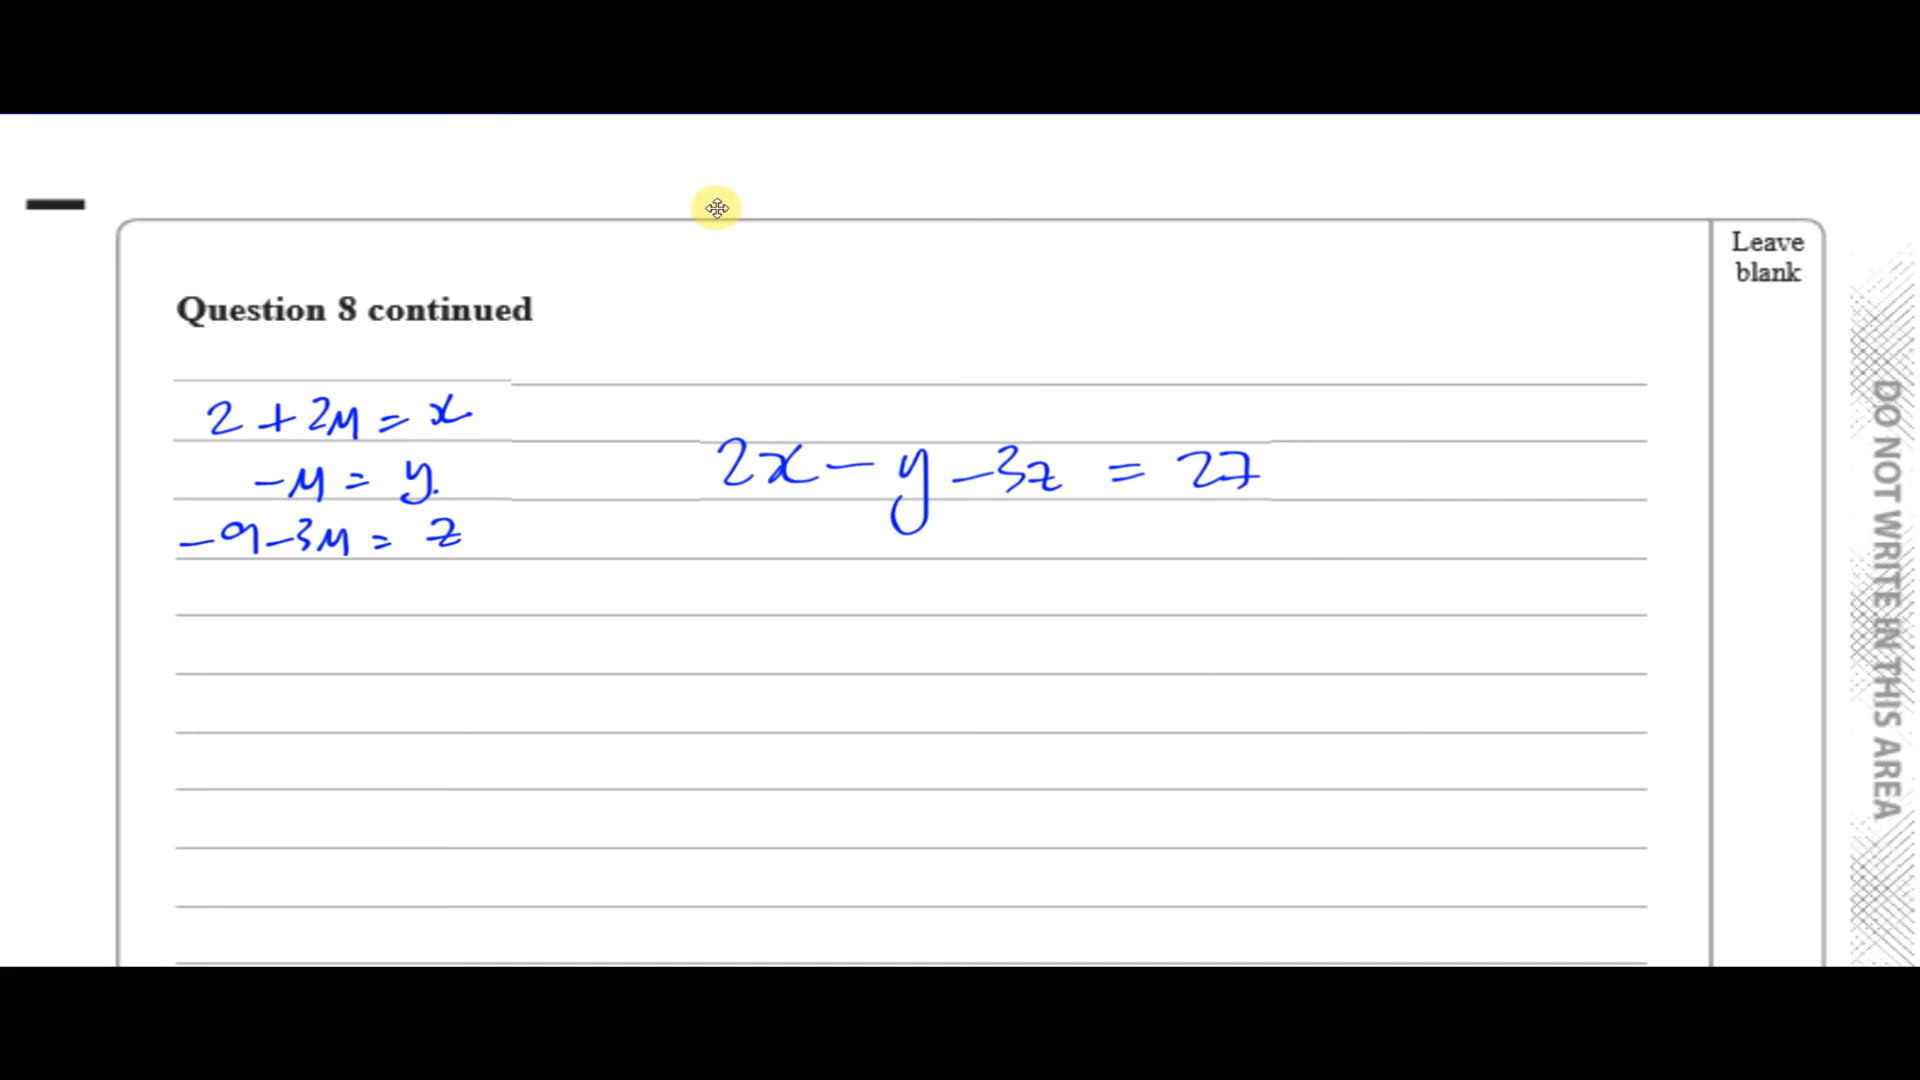 Leave
blank
Question 8 continued
2 + 2μ = x
-μ = y.
-9-3μ = z
2x - y - 3z = 27
DO NOT WRITE IN THIS AREA